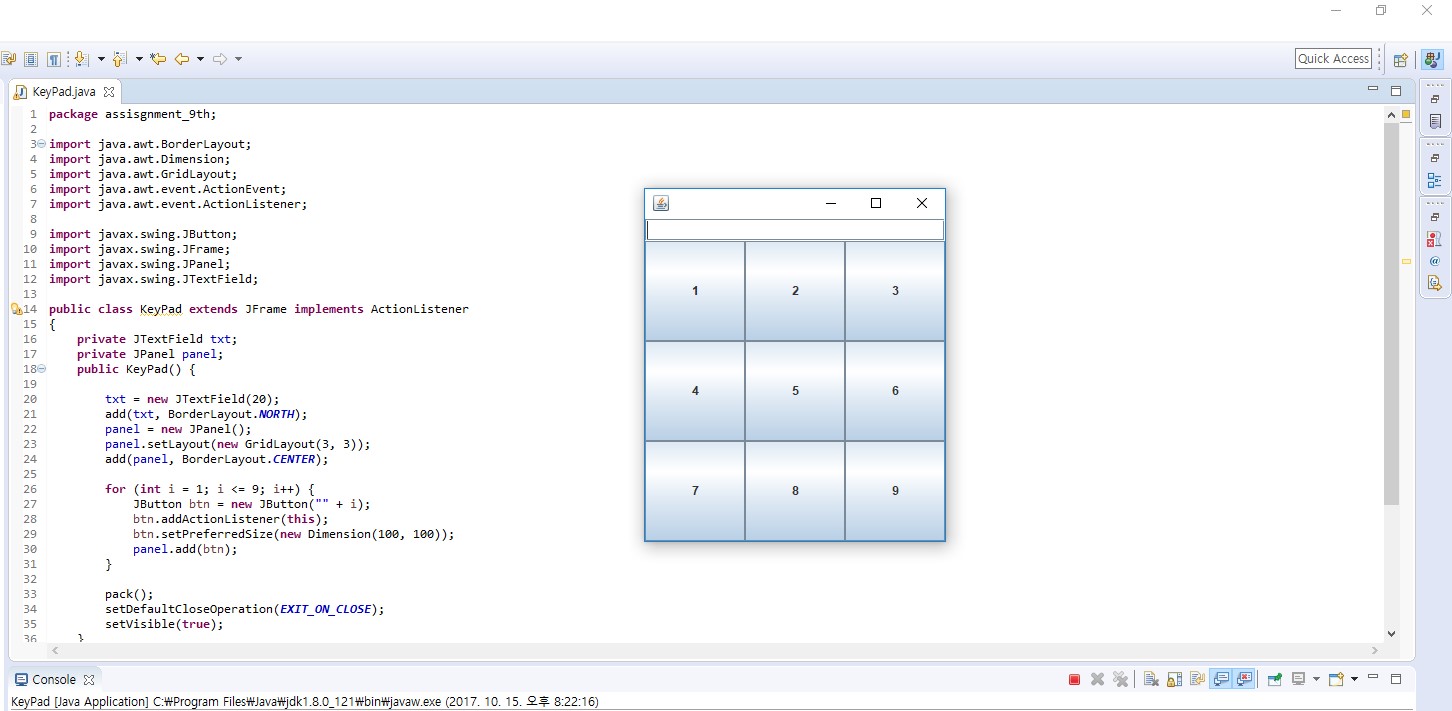 Quick Access
KeyPad.java
1 package assisgnment_9th;
2
3 import java.awt.BorderLayout;
4 import java.awt.Dimension;
5 import java.awt.GridLayout;
6 import java.awt.event.ActionEvent;
7 import java.awt.event.ActionListener;
8
9 import javax.swing.JButton;
10 import javax.swing.JFrame;
11 import javax.swing.JPanel;
12 import javax.swing.JTextField;
13
14 public class KeyPad extends JFrame implements ActionListener
15 {
16     private JTextField txt;
17     private JPanel panel;
18     public KeyPad() {
19
20         txt = new JTextField(20);
21         add(txt, BorderLayout.NORTH);
22         panel = new JPanel();
23         panel.setLayout(new GridLayout(3, 3));
24         add(panel, BorderLayout.CENTER);
25
26         for (int i = 1; i <= 9; i++) {
27             JButton btn = new JButton("" + i);
28             btn.addActionListener(this);
29             btn.setPreferredSize(new Dimension(100, 100));
30             panel.add(btn);
31         }
32
33         pack();
34         setDefaultCloseOperation(EXIT_ON_CLOSE);
35         setVisible(true);
36     }
1 2 3
4 5 6
7 8 9
Console
KeyPad [Java Application] C:₩Program Files₩Java₩jdk1.8.0_121₩bin₩javaw.exe (2017. 10. 15. 오후 8:22:16)